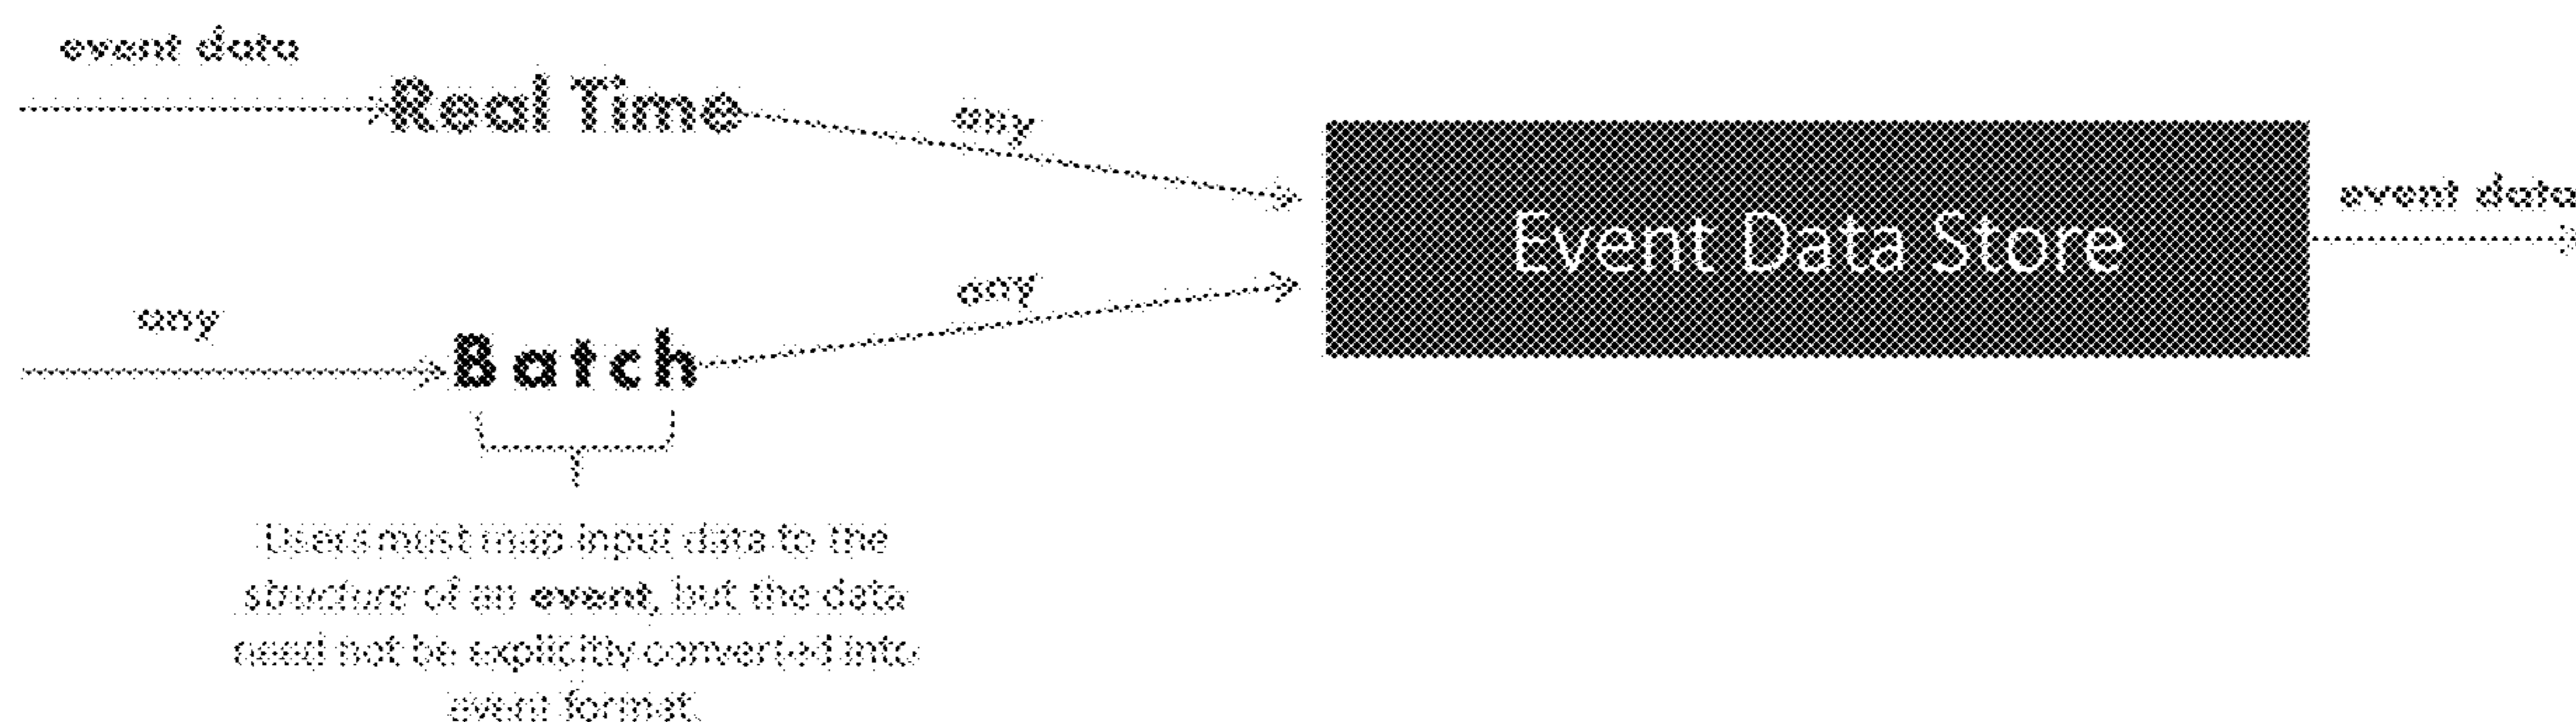 event data
Real Time
any
Event Data Store
event data
any
any
Batch
Users must map input data to the
structure of an event, but the data
need not be explicitly converted into
event format.